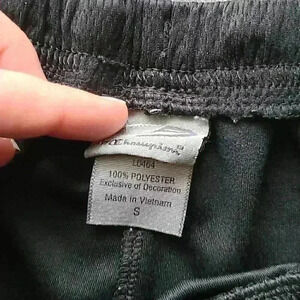 Champion
L0464
100% POLYESTER
Exclusive of Decoration
Made in Vietnam
S